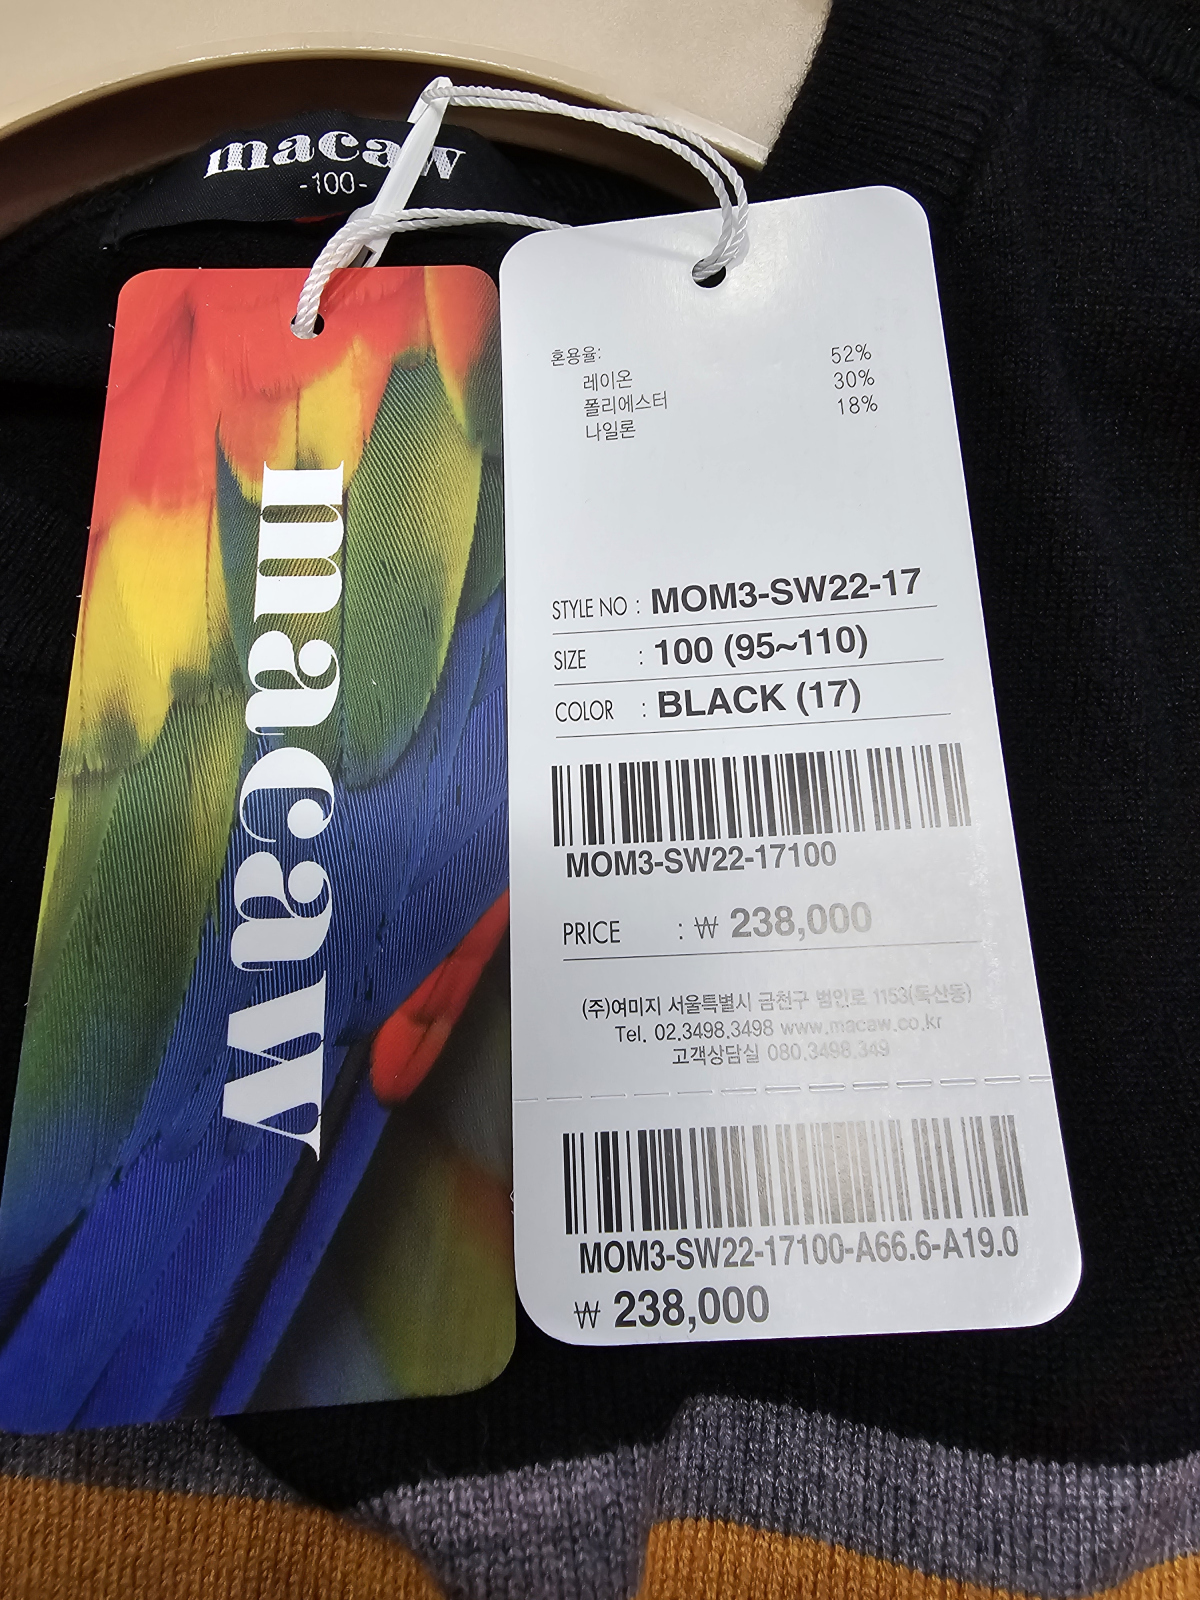 macaw
-100-
macaw
혼용율:
52%
레이온
30%
폴리에스터
18%
나일론
STYLE NO : MOM3-SW22-17
SIZE : 100 (95~110)
COLOR : BLACK (17)
MOM3-SW22-17100
PRICE : ₩ 238,000
(주)여미지 서울특별시 금천구 범안로 1153(독산동)
Tel. 02.3498.3498 www.macaw.co.kr
고객상담실 080.3498.349
MOM3-SW22-17100-A66.6-A19.0
₩ 238,000